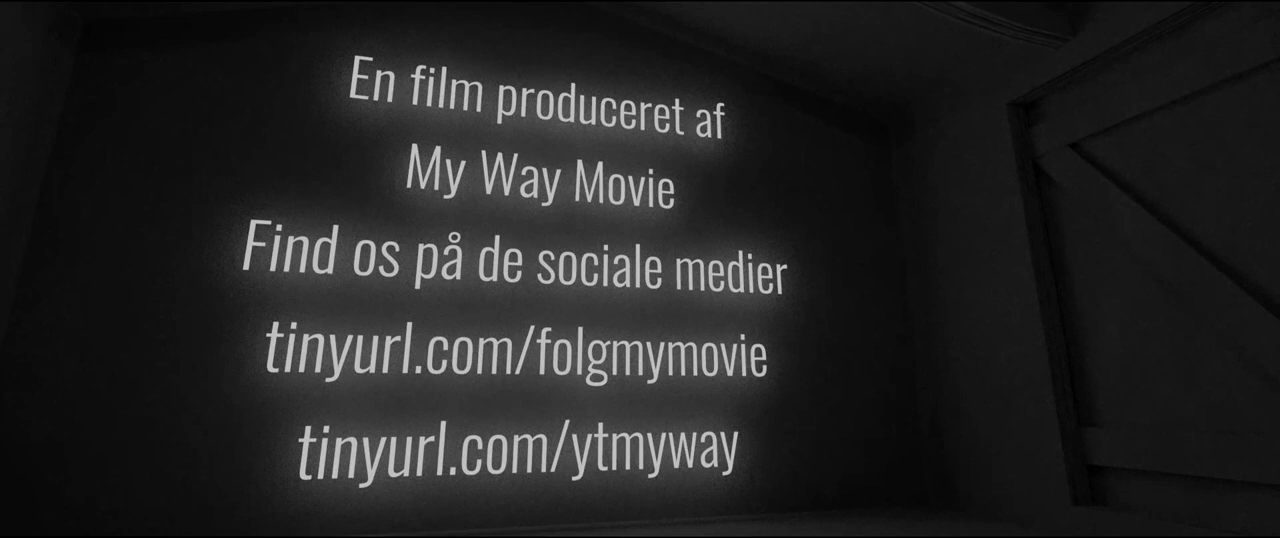 En film produceret af
My Way Movie
Find os på de sociale medier
tinyurl.com/folgmymovie
tinyurl.com/ytmyway